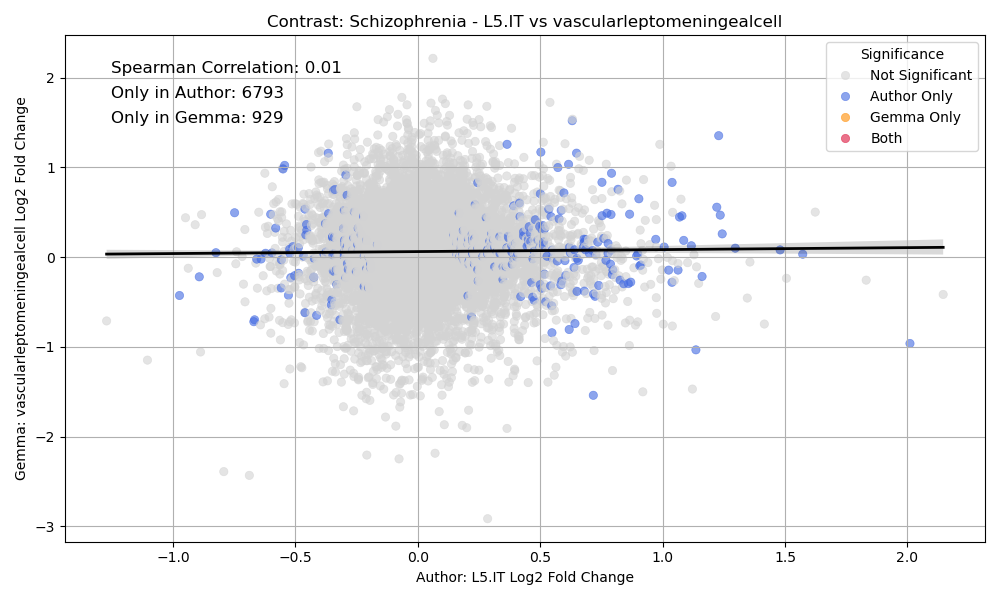 Contrast: Schizophrenia - L5.IT vs vascularleptomeningealcell
Spearman Correlation: 0.01
Only in Author: 6793
Only in Gemma: 929
Significance
Not Significant
Author Only
Gemma Only
Both
Gemma: vascularleptomeningealcell Log2 Fold Change
2
1
0
−1
−2
−3
−1.0
−0.5
0.0
0.5
1.0
1.5
2.0
Author: L5.IT Log2 Fold Change